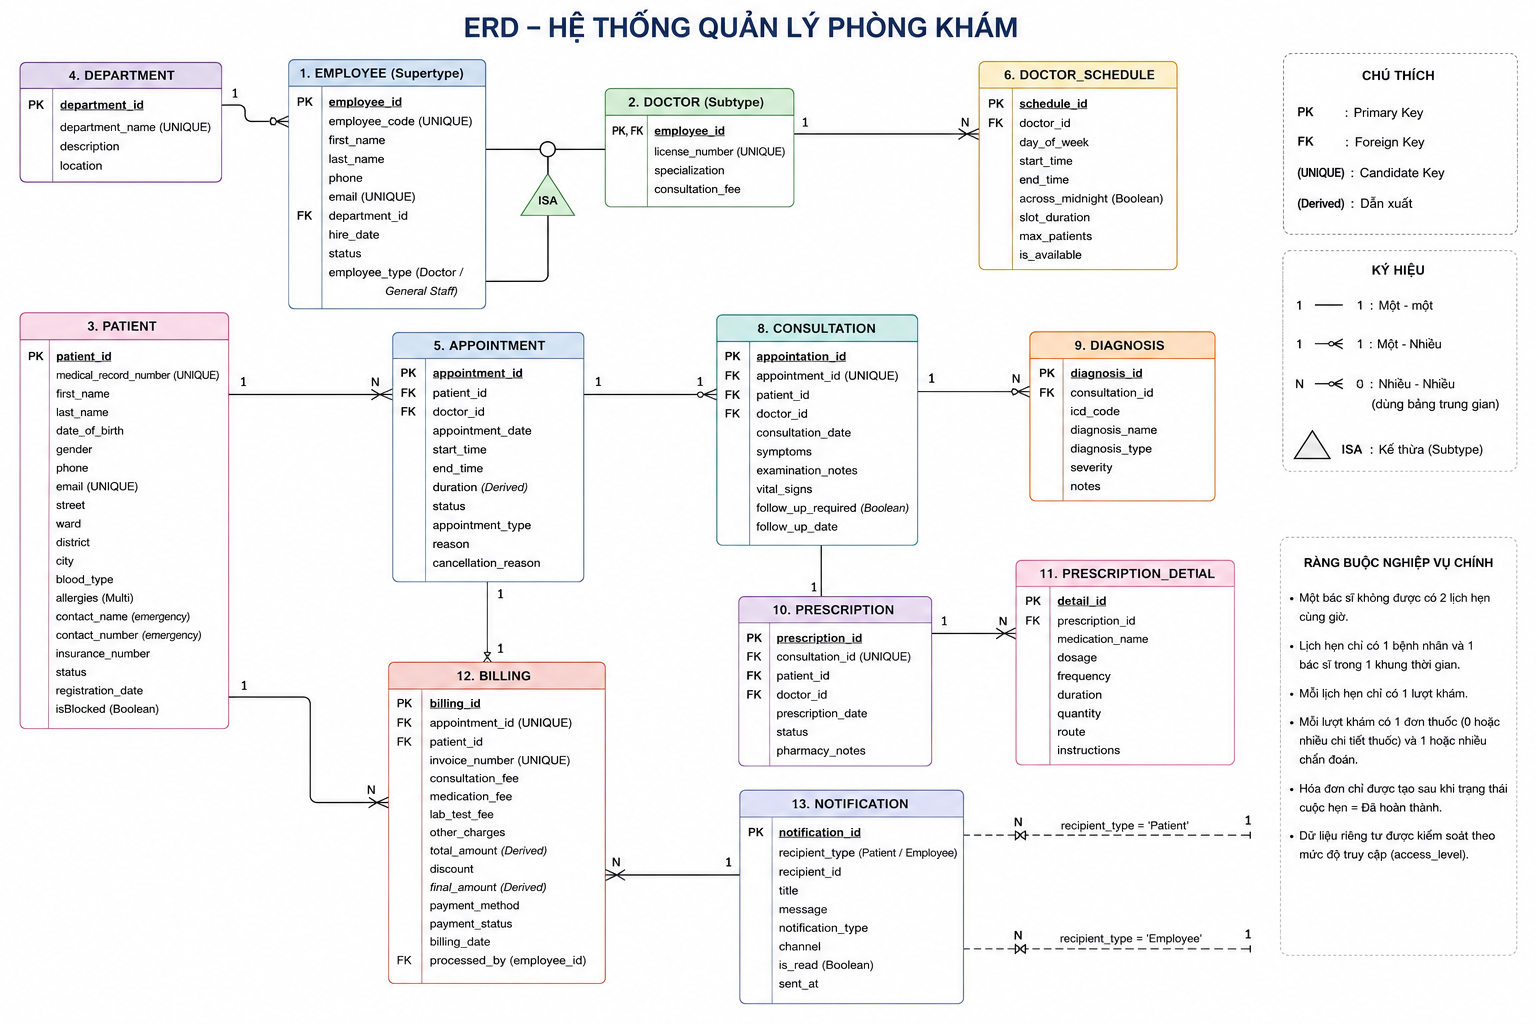 ERD – HỆ THỐNG QUẢN LÝ PHÒNG KHÁM
4. DEPARTMENT
PK department_id
department_name (UNIQUE)
description
location
1
1. EMPLOYEE (Supertype)
PK employee_id
employee_code (UNIQUE)
first_name
last_name
phone
email (UNIQUE)
FK department_id
hire_date
status
employee_type (Doctor /
General Staff)
ISA
2. DOCTOR (Subtype)
PK, FK employee_id
license_number (UNIQUE)
specialization
consultation_fee
1
N
6. DOCTOR_SCHEDULE
PK schedule_id
FK doctor_id
day_of_week
start_time
end_time
across_midnight (Boolean)
slot_duration
max_patients
is_available
3. PATIENT
PK patient_id
medical_record_number (UNIQUE)
first_name
last_name
date_of_birth
gender
phone
email (UNIQUE)
street
ward
district
city
blood_type
allergies (Multi)
contact_name (emergency)
contact_number (emergency)
insurance_number
status
registration_date
isBlocked (Boolean)
1
N
5. APPOINTMENT
PK appointment_id
FK patient_id
FK doctor_id
appointment_date
start_time
end_time
duration (Derived)
status
appointment_type
reason
cancellation_reason
1
1
8. CONSULTATION
PK appointation_id
FK appointment_id (UNIQUE)
FK patient_id
FK doctor_id
consultation_date
symptoms
examination_notes
vital_signs
follow_up_required (Boolean)
follow_up_date
1
N
9. DIAGNOSIS
PK diagnosis_id
FK consultation_id
icd_code
diagnosis_name
diagnosis_type
severity
notes
1
1
1
1
N
12. BILLING
PK billing_id
FK appointment_id (UNIQUE)
FK patient_id
invoice_number (UNIQUE)
consultation_fee
medication_fee
lab_test_fee
other_charges
total_amount (Derived)
discount
final_amount (Derived)
payment_method
payment_status
billing_date
FK processed_by (employee_id)
10. PRESCRIPTION
PK prescription_id
FK consultation_id (UNIQUE)
FK patient_id
FK doctor_id
prescription_date
status
pharmacy_notes
1
N
11. PRESCRIPTION_DETIAL
PK detail_id
FK prescription_id
medication_name
dosage
frequency
duration
quantity
route
instructions
N
1
13. NOTIFICATION
PK notification_id
recipient_type (Patient / Employee)
recipient_id
title
message
notification_type
channel
is_read (Boolean)
sent_at
N recipient_type = 'Patient' 1
N recipient_type = 'Employee' 1
CHÚ THÍCH
PK : Primary Key
FK : Foreign Key
(UNIQUE) : Candidate Key
(Derived) : Dẫn xuất
KÝ HIỆU
1 1 : Một - một
1 1 : Một - Nhiều
N 0 : Nhiều - Nhiều
(dùng bảng trung gian)
ISA : Kế thừa (Subtype)
RÀNG BUỘC NGHIỆP VỤ CHÍNH
• Một bác sĩ không được có 2 lịch hẹn
cùng giờ.
• Lịch hẹn chỉ có 1 bệnh nhân và 1
bác sĩ trong 1 khung thời gian.
• Mỗi lịch hẹn chỉ có 1 lượt khám.
• Mỗi lượt khám có 1 đơn thuốc (0 hoặc
nhiều chi tiết thuốc) và 1 hoặc nhiều
chẩn đoán.
• Hóa đơn chỉ được tạo sau khi trạng thái
cuộc hẹn = Đã hoàn thành.
• Dữ liệu riêng tư được kiểm soát theo
mức độ truy cập (access_level).